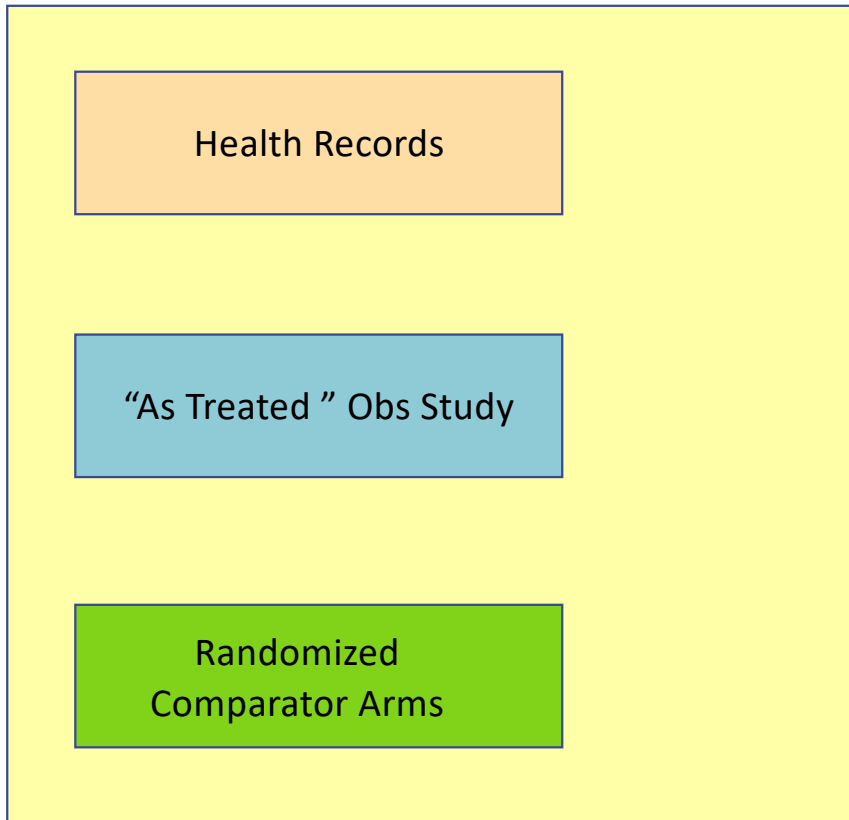 Health Records
“As Treated ” Obs Study
Randomized
Comparator Arms